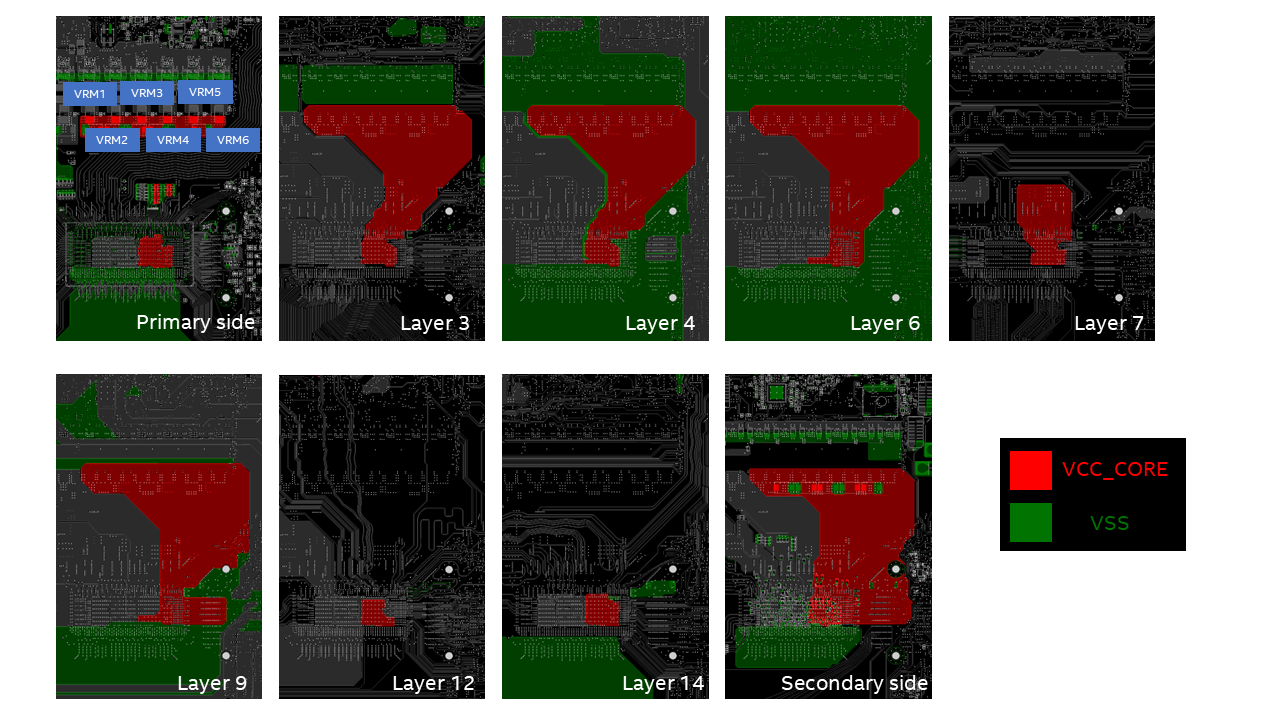 VRM1 VRM3 VRM5
VRM2 VRM4 VRM6
Primary side
Layer 3
Layer 4
Layer 6
Layer 7
Layer 9
Layer 12
Layer 14
Secondary side
VCC_CORE
VSS